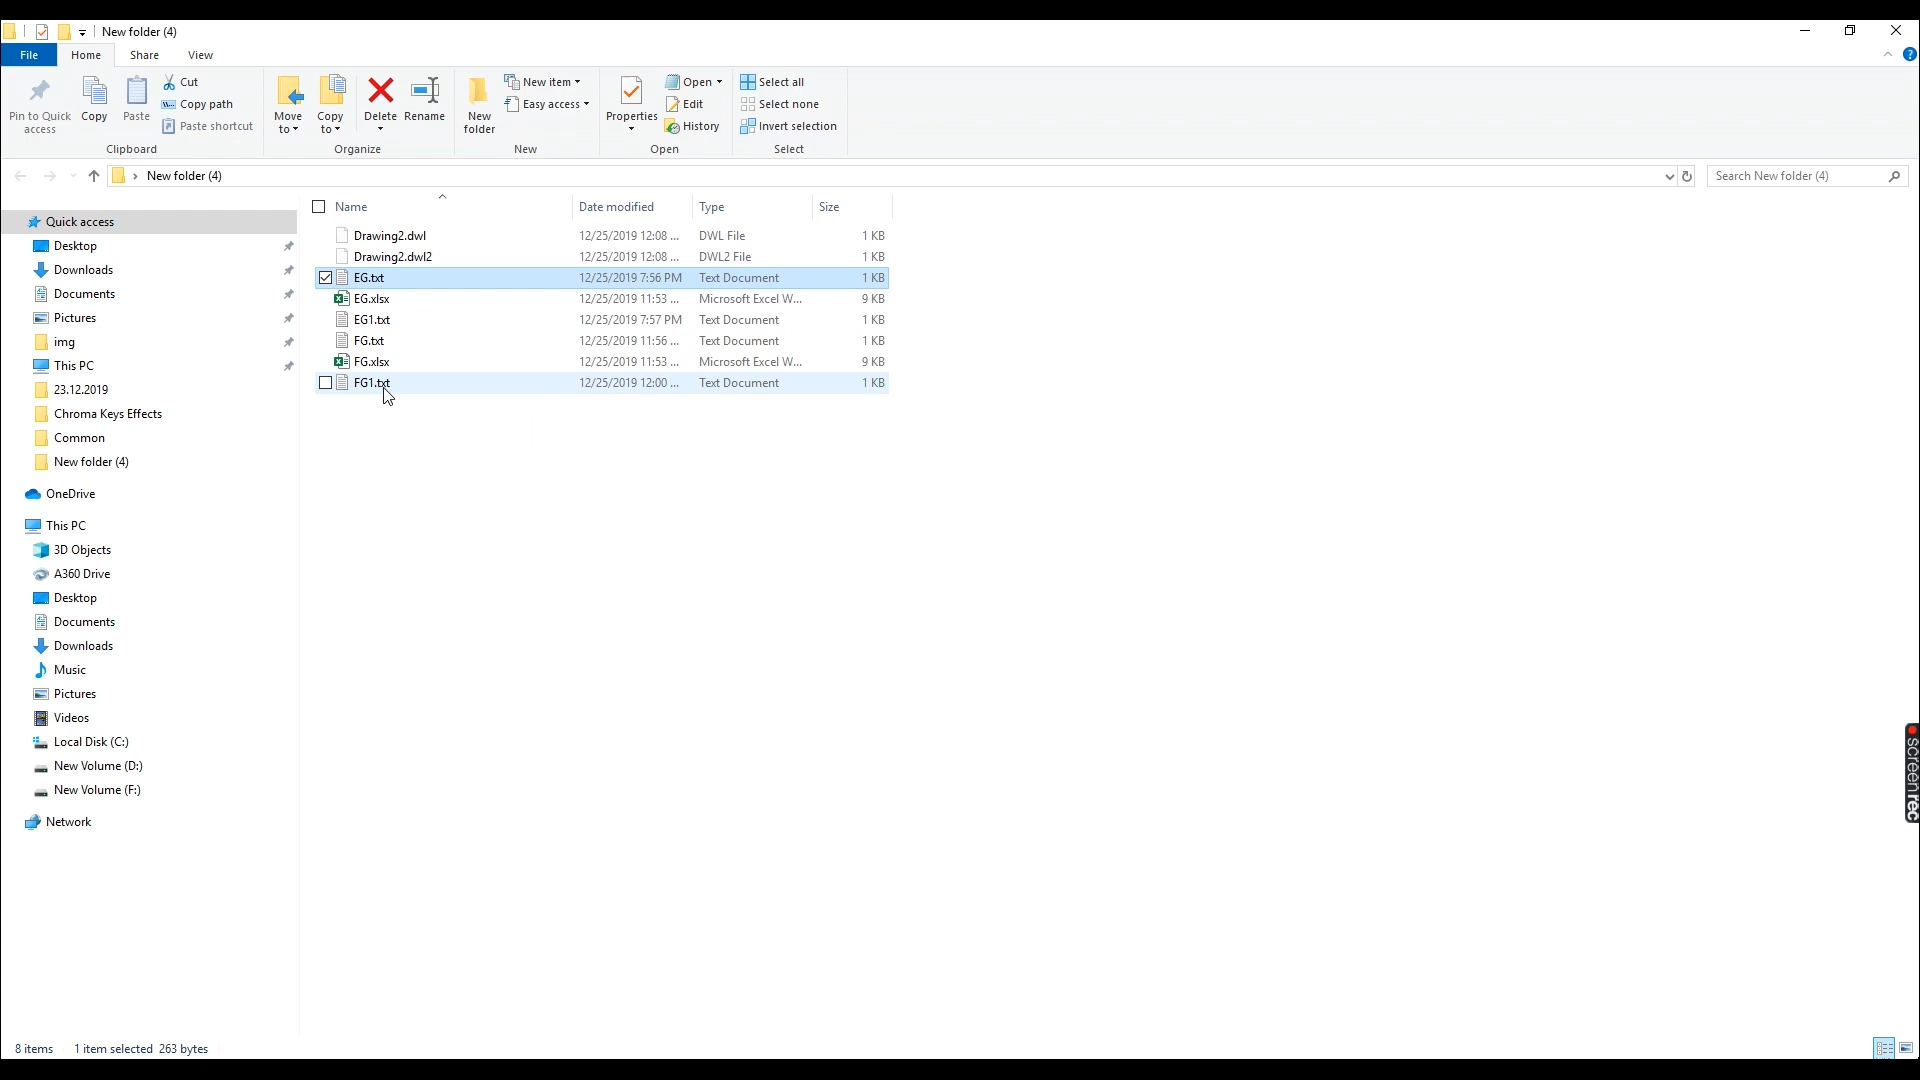 New folder (4)
File Home Share View
Pin to Quick access
Copy
Paste
Cut
Copy path
Paste shortcut
Clipboard
Move to
Copy to
Delete
Rename
Organize
New folder
New item
Easy access
New
Properties
Open
Edit
History
Open
Select all
Select none
Invert selection
Select
New folder (4)
Search New folder (4)
Name Date modified Type Size
Drawing2.dwl 12/25/2019 12:08 ... DWL File 1 KB
Drawing2.dwl2 12/25/2019 12:08 ... DWL2 File 1 KB
EG.txt 12/25/2019 7:56 PM Text Document 1 KB
EG.xlsx 12/25/2019 11:53 ... Microsoft Excel W... 9 KB
EG1.txt 12/25/2019 7:57 PM Text Document 1 KB
FG.txt 12/25/2019 11:56 ... Text Document 1 KB
FG.xlsx 12/25/2019 11:53 ... Microsoft Excel W... 9 KB
FG1.txt 12/25/2019 12:00 ... Text Document 1 KB
Quick access
Desktop
Downloads
Documents
Pictures
img
This PC
23.12.2019
Chroma Keys Effects
Common
New folder (4)
OneDrive
This PC
3D Objects
A360 Drive
Desktop
Documents
Downloads
Music
Pictures
Videos
Local Disk (C:)
New Volume (D:)
New Volume (F:)
Network
screenrec
8 items 1 item selected 263 bytes